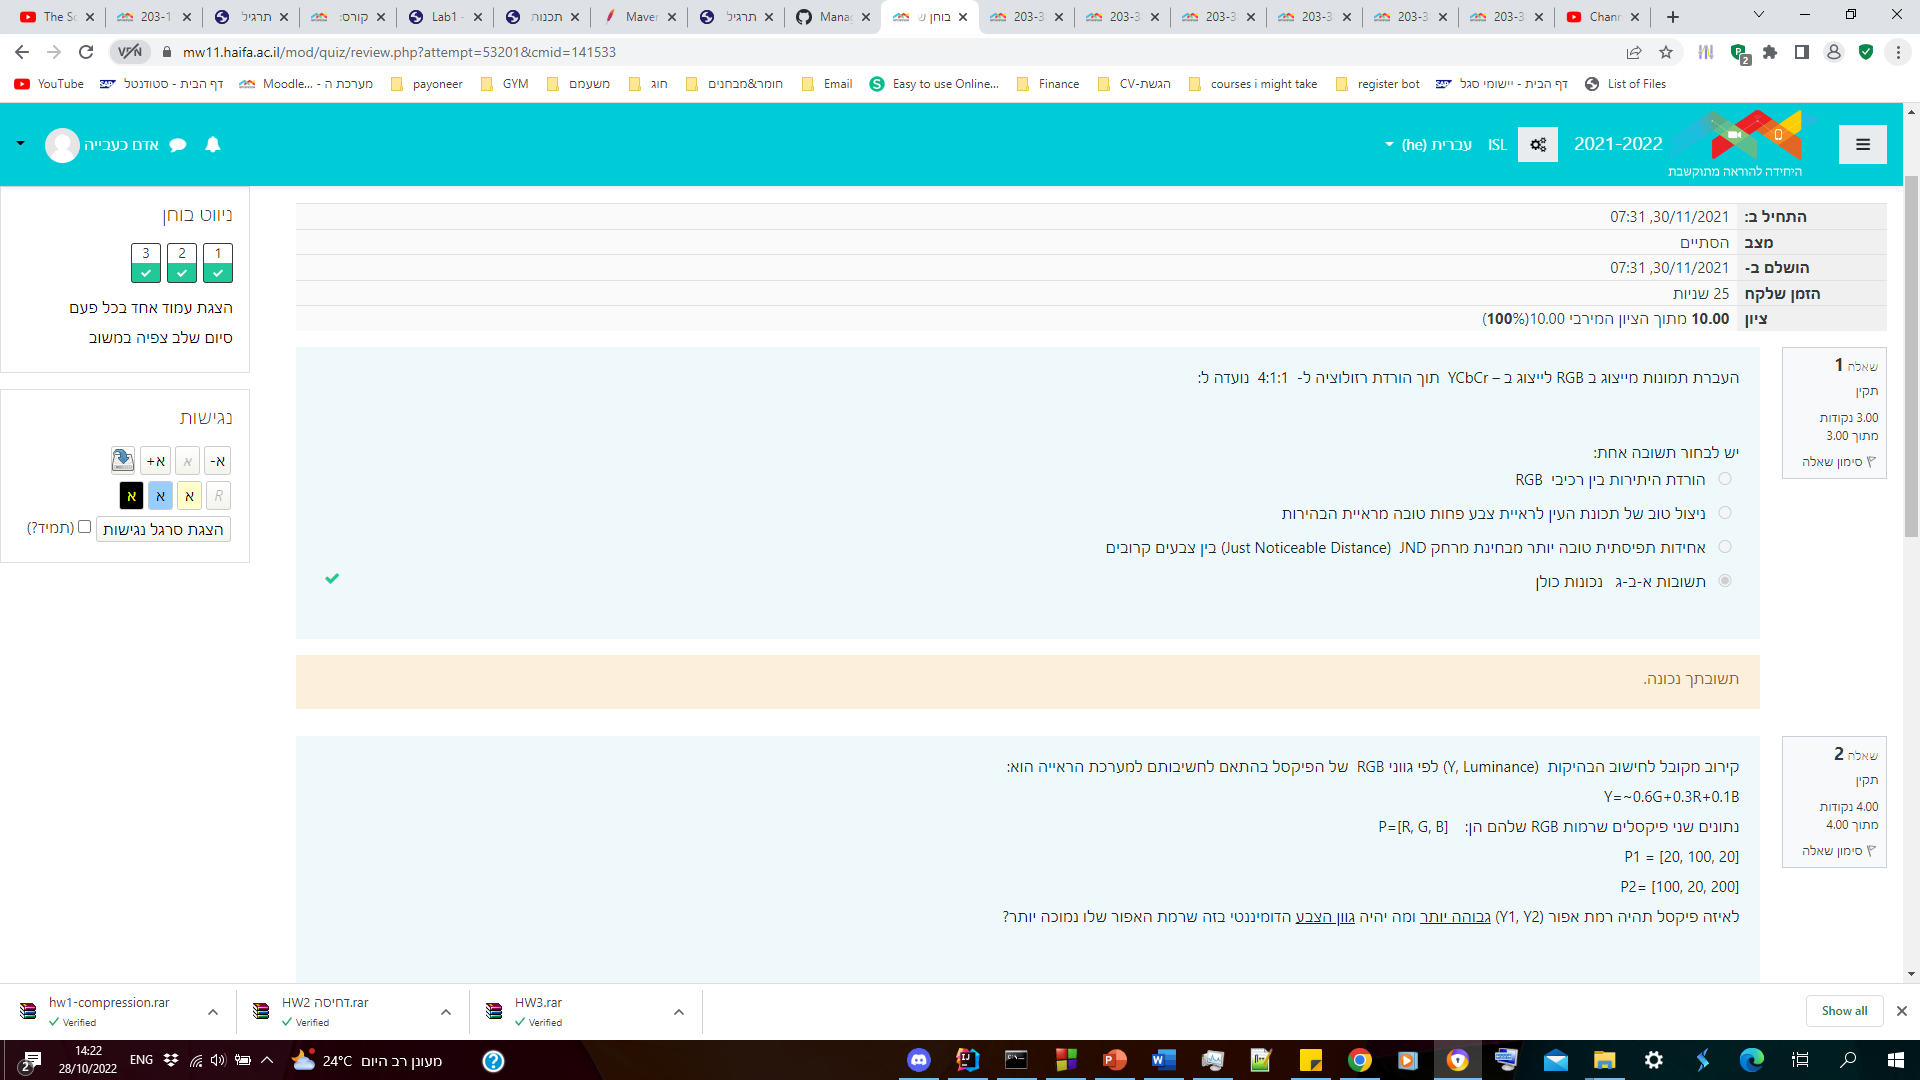 The Sc
203-1
תרגיל
קורס:
Lab1 -
תכנות
Maven
תרגיל
Manag
בוחן ש
203-3
203-3
203-3
203-3
203-3
203-3
Chann
VPN
mw11.haifa.ac.il/mod/quiz/review.php?attempt=53201&cmid=141533
2
YouTube
דף הבית - סטודנטל
מערכת ה - Moodle...
payoneer
GYM
משעמם
חוג
חומר/מבחנים
Email
Easy to use Online...
Finance
הגשת-CV
courses i might take
register bot
דף הבית - יישומי סגל
List of Files
2021-2022
ISL
עברית ‎(he)‎
אדם כעבייה
היחידה להוראה מתוקשבת
ניווט בוחן
1 2 3
הצגת עמוד אחד בכל פעם
סיום שלב צפיה במשוב
נגישות
א- א א+
R א א א
הצגת סרגל נגישות (תמיד?)
התחיל ב: 30/11/2021, 07:31
מצב הסתיים
הושלם ב- 30/11/2021, 07:31
הזמן שלקח 25 שניות
ציון 10.00 מתוך הציון המירבי 10.00(100%)
שאלה 1
תקין
3.00 נקודות
מתוך 3.00
סימון שאלה
העברת תמונות מייצוג ב RGB לייצוג ב – YCbCr תוך הורדת רזולוציה ל- 4:1:1 נועדה ל:
יש לבחור תשובה אחת:
הורדת היתירות בין רכיבי RGB
ניצול טוב של תכונת העין לראיית צבע פחות טובה מראיית הבהירות
אחידות תפיסתית טובה יותר מבחינת מרחק JND (Just Noticeable Distance) בין צבעים קרובים
תשובות א-ב-ג נכונות כולן
תשובתך נכונה.
שאלה 2
תקין
4.00 נקודות
מתוך 4.00
סימון שאלה
קירוב מקובל לחישוב הבהיקות (Y, Luminance) לפי גווני RGB של הפיקסל בהתאם לחשיבותם למערכת הראייה הוא:
Y=~0.6G+0.3R+0.1B
נתונים שני פיקסלים שרמות RGB שלהם הן: P=[R, G, B]
P1 = [20, 100, 20]
P2= [100, 20, 200]
לאיזה פיקסל תהיה רמת אפור (Y1, Y2) גבוהה יותר ומה יהיה גוון הצבע הדומיננטי בזה שרמת האפור שלו נמוכה יותר?
hw1-compression.rar
Verified
HW2 דחיסה.rar
Verified
HW3.rar
Verified
Show all
2
14:22
28/10/2022
ENG
24°C מעונן רב היום